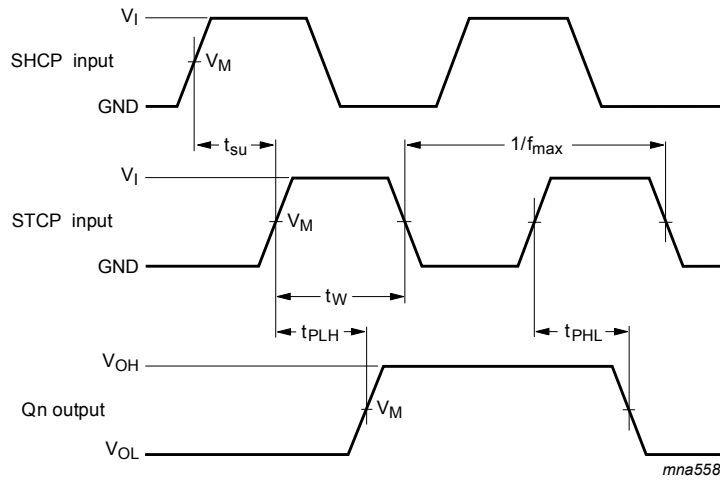 VI
SHCP input
VM
GND
tsu
1/fmax
VI
STCP input
VM
GND
tW
tPLH
tPHL
VOH
Qn output
VM
VOL
mna558